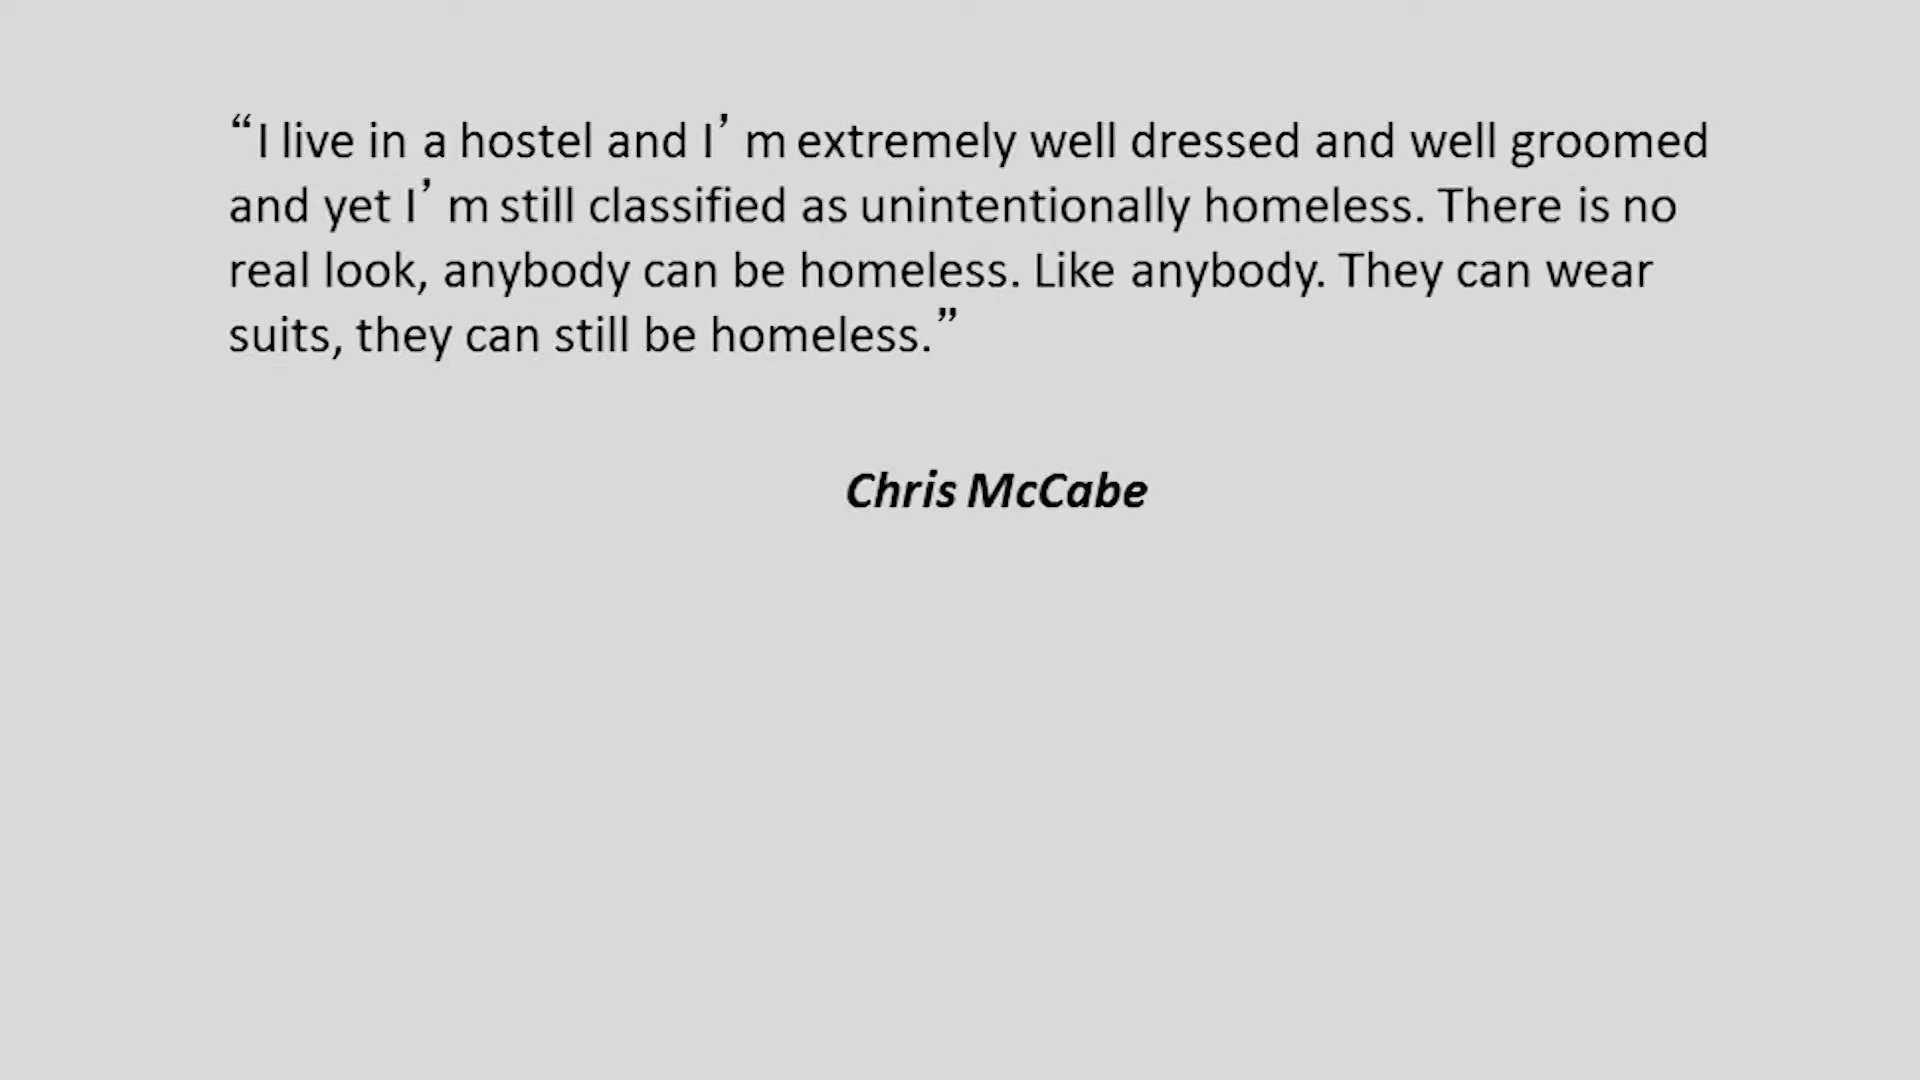 “I live in a hostel and I’m extremely well dressed and well groomed
and yet I’m still classified as unintentionally homeless. There is no
real look, anybody can be homeless. Like anybody. They can wear
suits, they can still be homeless.”
Chris McCabe